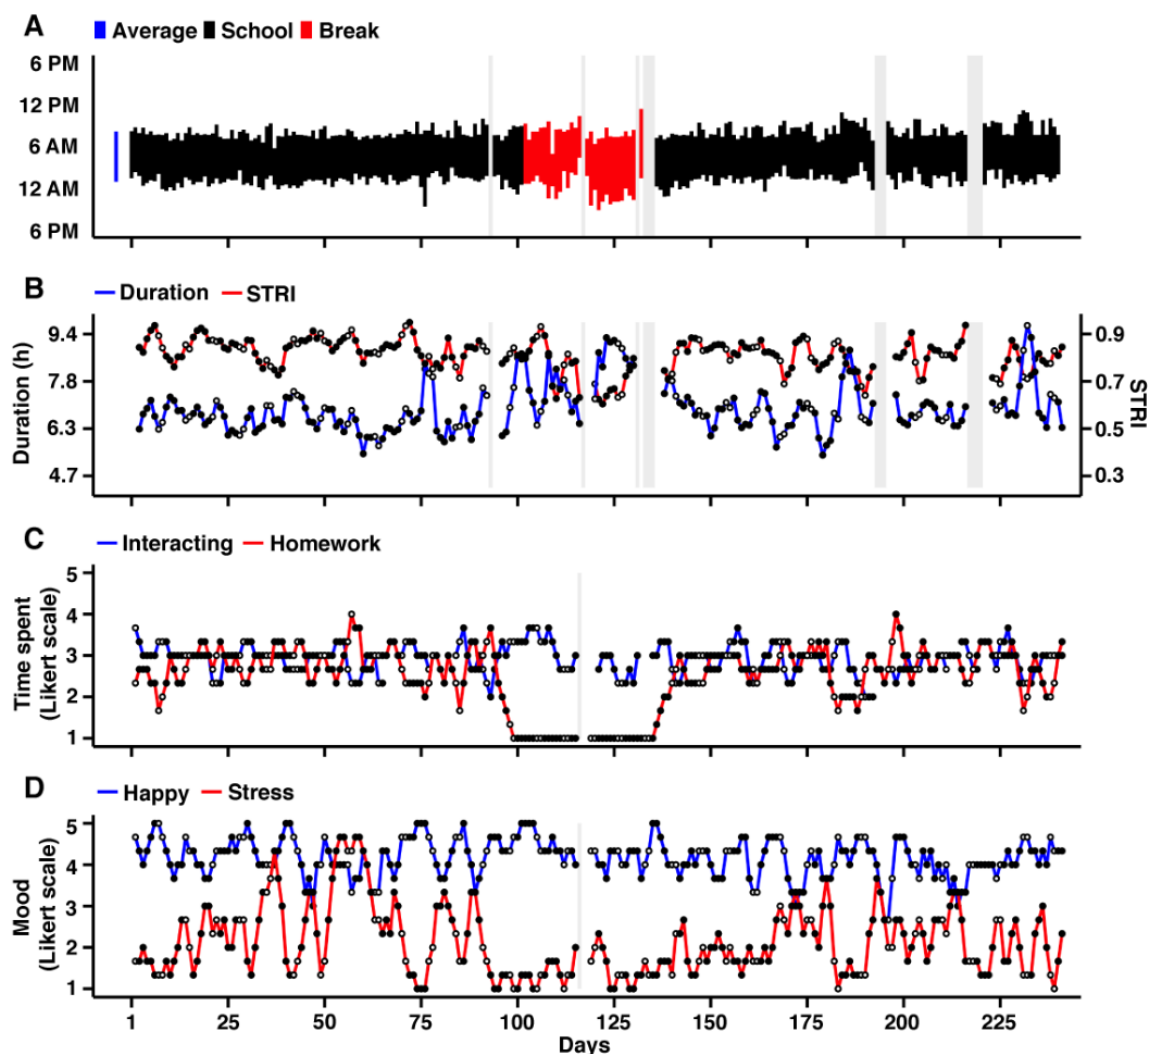 A
Average School Break
6 PM
12 PM
6 AM
12 AM
6 PM
B
Duration STRI
Duration (h)
9.4
7.8
6.3
4.7
0.9
0.7
0.5
0.3
STRI
C
Interacting Homework
Time spent
(Likert scale)
5
4
3
2
1
D
Happy Stress
Mood
(Likert scale)
5
4
3
2
1
1 25 50 75 100 125 150 175 200 225
Days